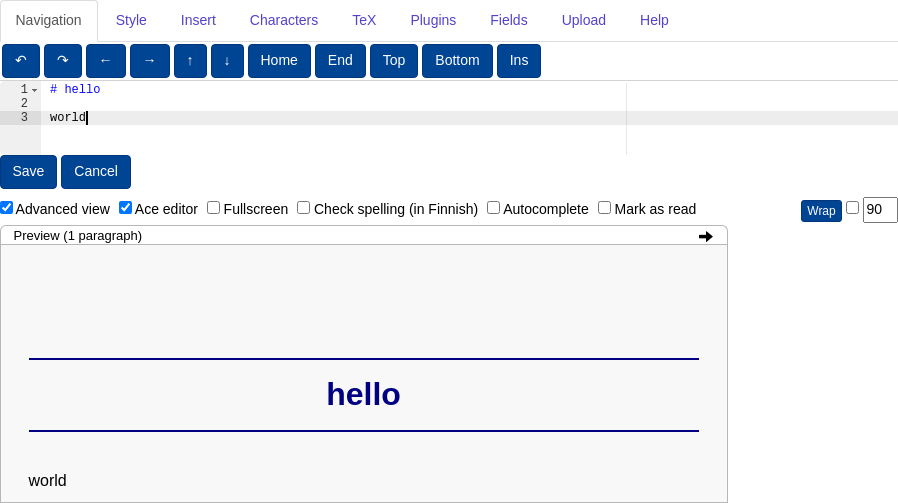 Navigation Style Insert Characters TeX Plugins Fields Upload Help
↶ ↷ ← → ↑ ↓ Home End Top Bottom Ins
1 # hello
2
3 world
Save Cancel
Advanced view Ace editor Fullscreen Check spelling (in Finnish) Autocomplete Mark as read Wrap 90
Preview (1 paragraph)
hello
world